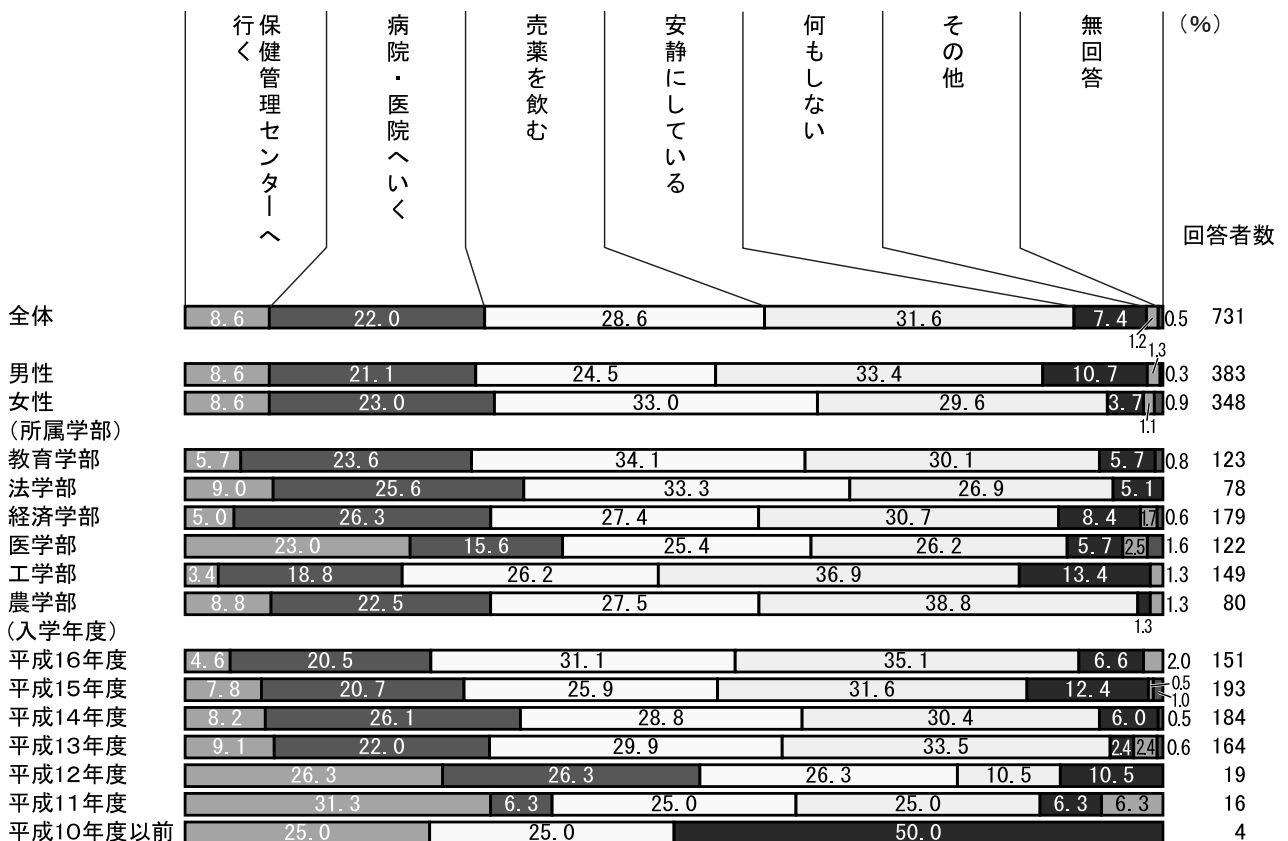 保健管理センターへ行く
病院・医院へいく
売薬を飲む
安静にしている
何もしない
その他
無回答
(%)
回答者数
全体 8.6 22.0 28.6 31.6 7.4 1.2 0.5 731
男性 8.6 21.1 24.5 33.4 10.7 1.3 0.3 383
女性 8.6 23.0 33.0 29.6 3.7 1.1 0.9 348
(所属学部)
教育学部 5.7 23.6 34.1 30.1 5.7 0.8 123
法学部 9.0 25.6 33.3 26.9 5.1 78
経済学部 5.0 26.3 27.4 30.7 8.4 1.7 0.6 179
医学部 23.0 15.6 25.4 26.2 5.7 2.5 1.6 122
工学部 3.4 18.8 26.2 36.9 13.4 1.3 149
農学部 8.8 22.5 27.5 38.8 1.3 1.3 80
(入学年度)
平成16年度 4.6 20.5 31.1 35.1 6.6 2.0 151
平成15年度 7.8 20.7 25.9 31.6 12.4 0.5 1.0 193
平成14年度 8.2 26.1 28.8 30.4 6.0 0.5 184
平成13年度 9.1 22.0 29.9 33.5 2.4 2.4 0.6 164
平成12年度 26.3 26.3 26.3 10.5 10.5 19
平成11年度 31.3 6.3 25.0 25.0 6.3 6.3 16
平成10年度以前 25.0 25.0 50.0 4